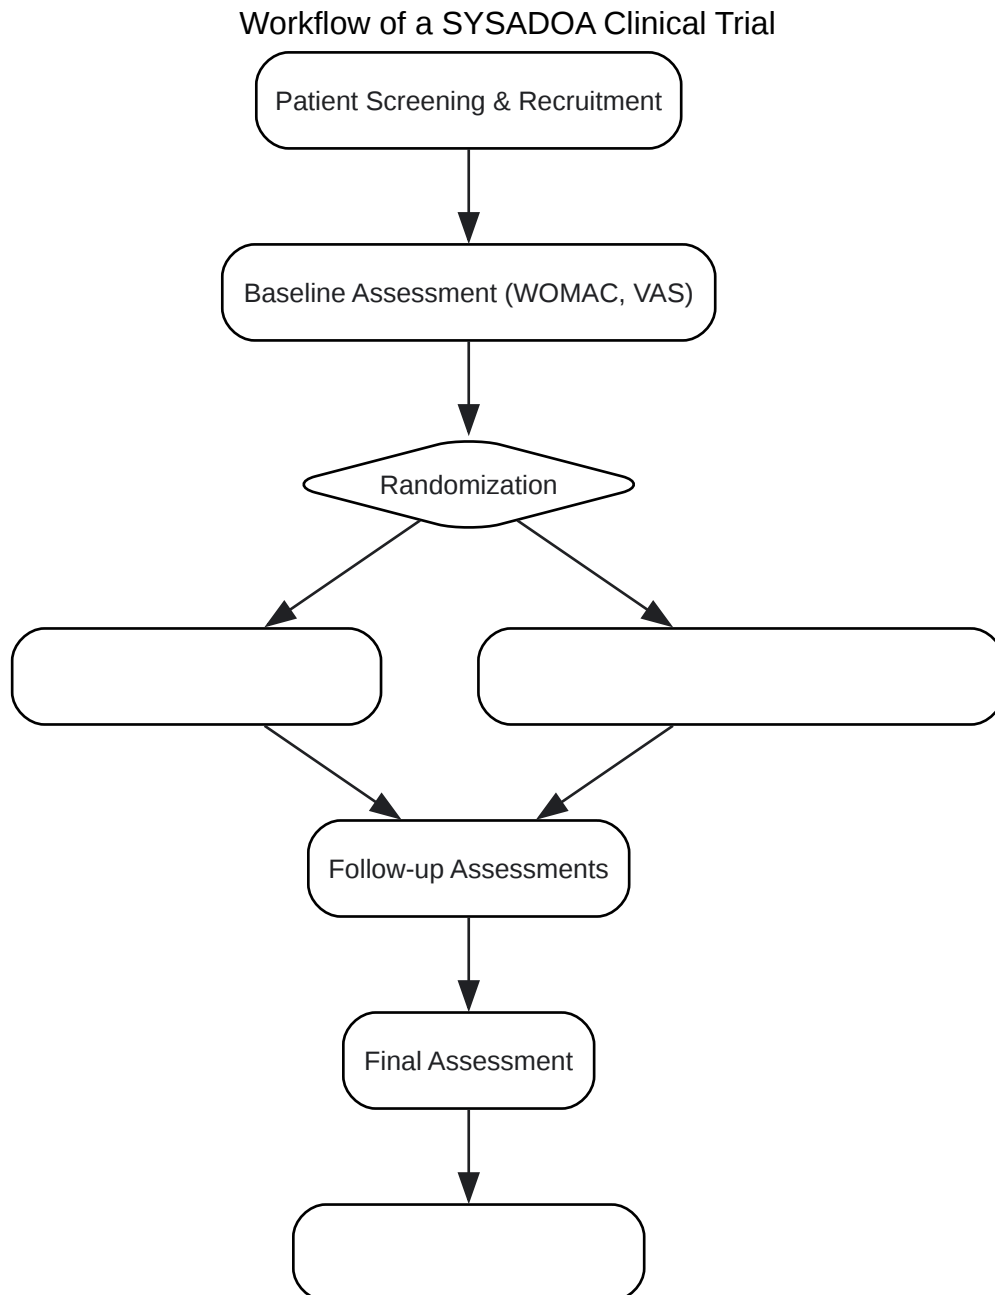 Workflow of a SYSADOA Clinical Trial
Patient Screening & Recruitment
Baseline Assessment (WOMAC, VAS)
Randomization
Follow-up Assessments
Final Assessment